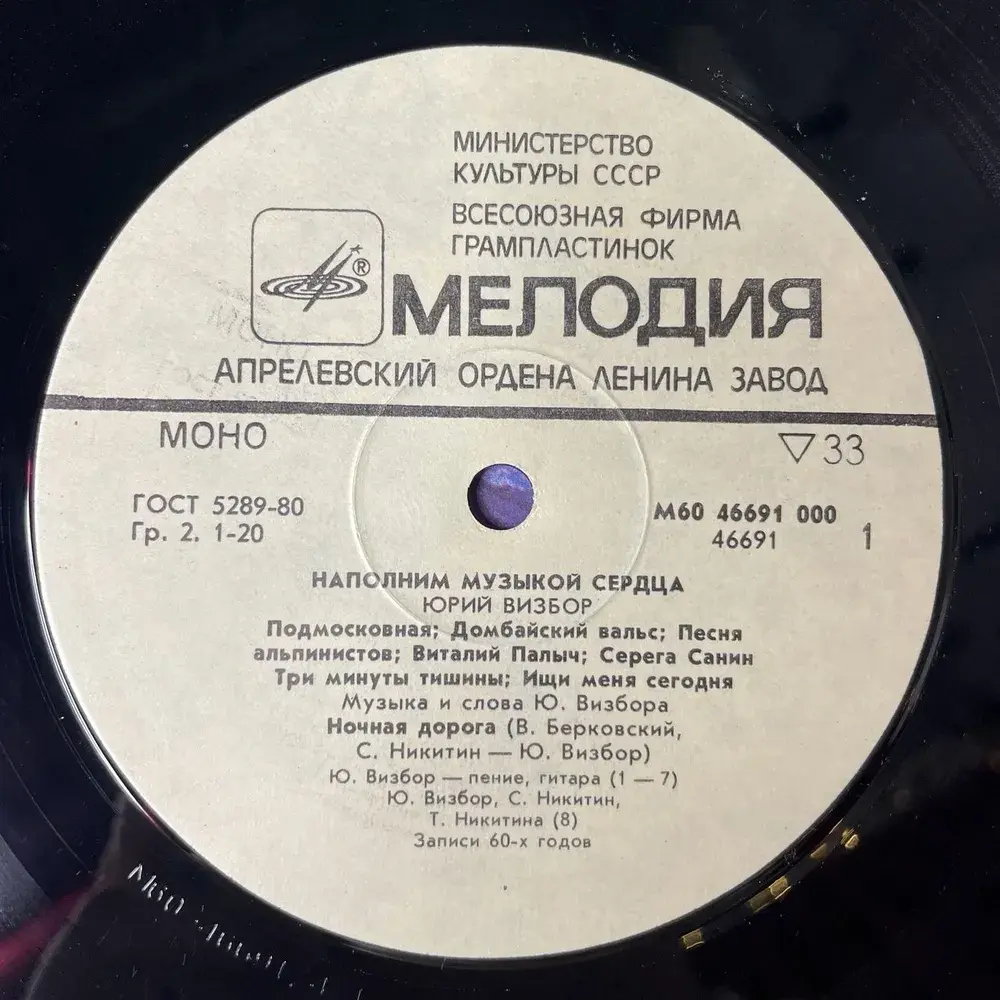 МИНИСТЕРСТВО
КУЛЬТУРЫ СССР
ВСЕСОЮЗНАЯ ФИРМА
ГРАМПЛАСТИНОК
®
МЕЛОДИЯ
АПРЕЛЕВСКИЙ ОРДЕНА ЛЕНИНА ЗАВОД
МОНО
▽33
ГОСТ 5289-80
Гр. 2. 1-20
М60 46691 000
46691
1
НАПОЛНИМ МУЗЫКОЙ СЕРДЦА
ЮРИЙ ВИЗБОР
Подмосковная; Домбайский вальс; Песня
альпинистов; Виталий Палыч; Серега Санин
Три минуты тишины; Ищи меня сегодня
Музыка и слова Ю. Визбора
Ночная дорога (В. Берковский,
С. Никитин — Ю. Визбор)
Ю. Визбор — пение, гитара (1 — 7)
Ю. Визбор, С. Никитин,
Т. Никитина (8)
Записи 60-х годов